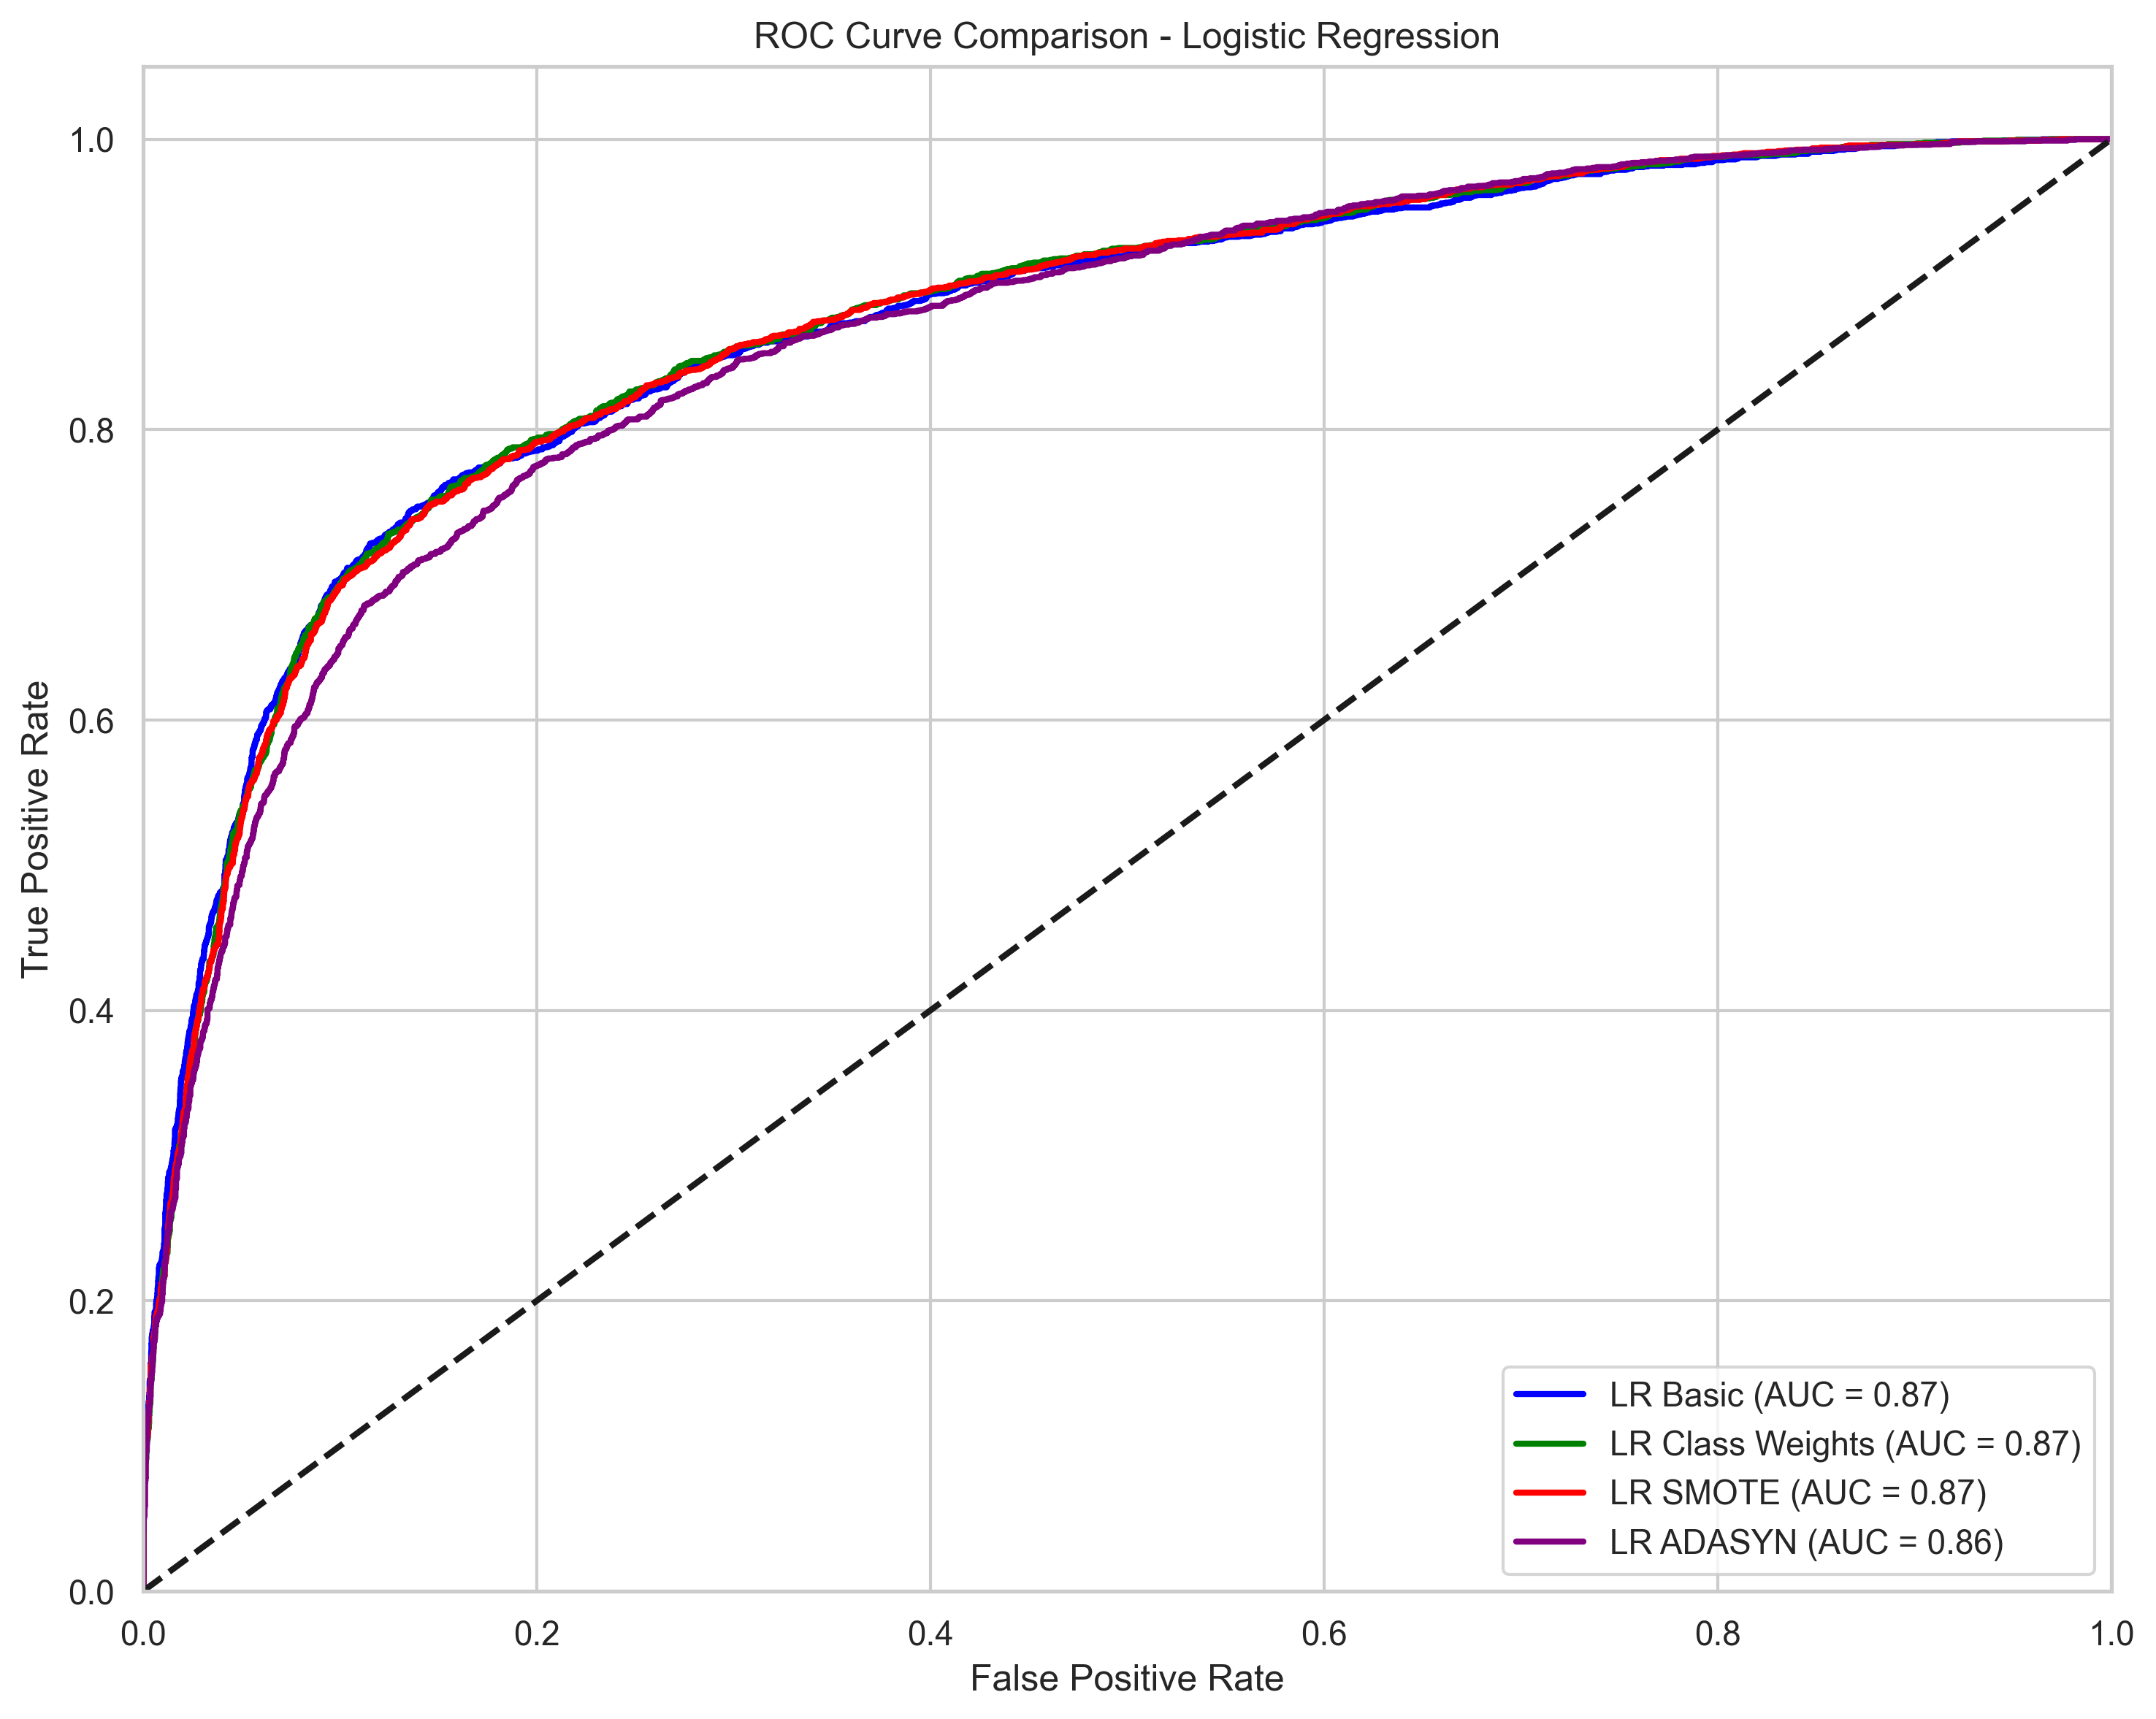 ROC Curve Comparison - Logistic Regression
1.0
0.8
0.6
0.4
0.2
0.0
True Positive Rate
LR Basic (AUC = 0.87)
LR Class Weights (AUC = 0.87)
LR SMOTE (AUC = 0.87)
LR ADASYN (AUC = 0.86)
0.0 0.2 0.4 0.6 0.8 1.0
False Positive Rate